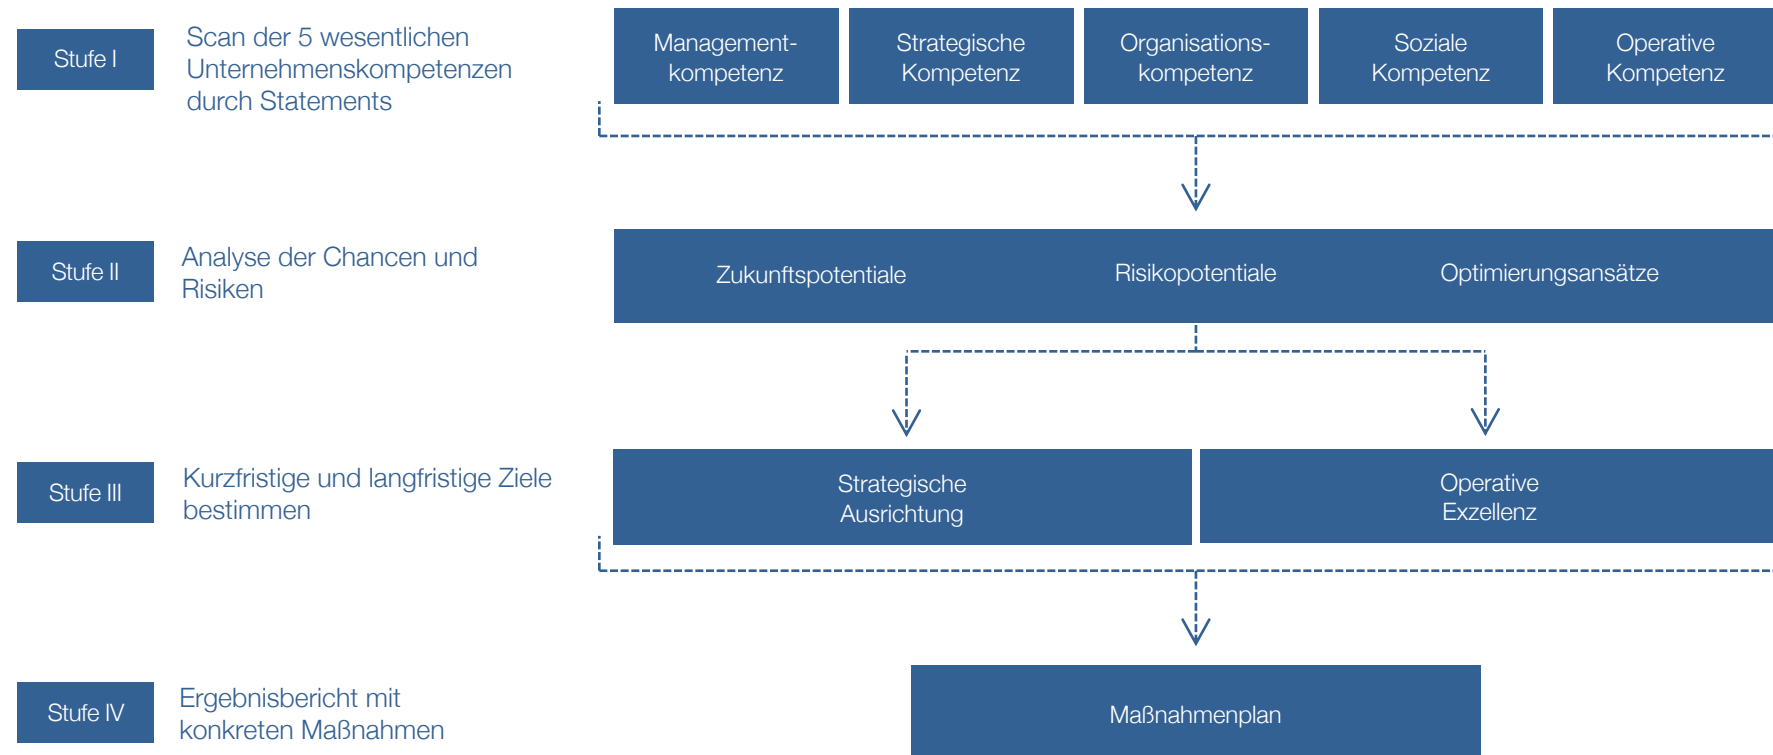 Stufe I
Scan der 5 wesentlichen
Unternehmenskompetenzen
durch Statements
Management-
kompetenz
Strategische
Kompetenz
Organisations-
kompetenz
Soziale
Kompetenz
Operative
Kompetenz
Stufe II
Analyse der Chancen und
Risiken
Zukunftspotentiale
Risikopotentiale
Optimierungsansätze
Stufe III
Kurzfristige und langfristige Ziele
bestimmen
Strategische
Ausrichtung
Operative
Exzellenz
Stufe IV
Ergebnisbericht mit
konkreten Maßnahmen
Maßnahmenplan